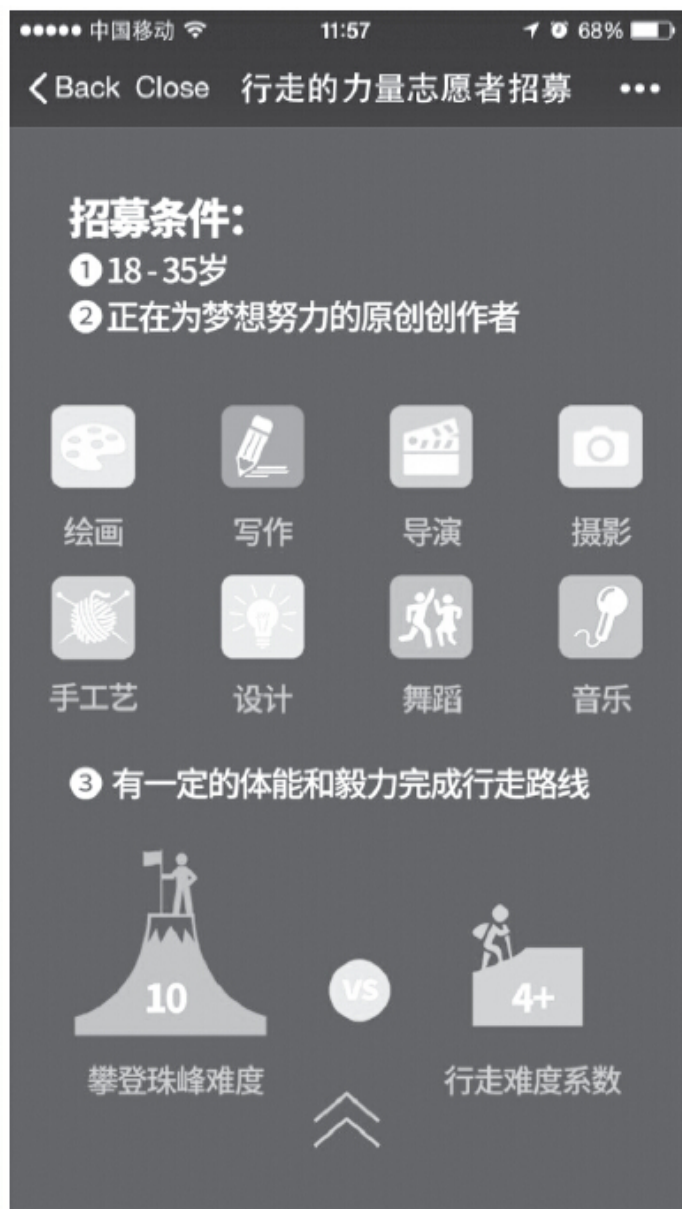 中国移动 11:57 68%
Back Close 行走的力量志愿者招募
招募条件：
❶18-35岁
❷正在为梦想努力的原创创作者
绘画 写作 导演 摄影
手工艺 设计 舞蹈 音乐
❸ 有一定的体能和毅力完成行走路线
10 VS 4+
攀登珠峰难度 行走难度系数